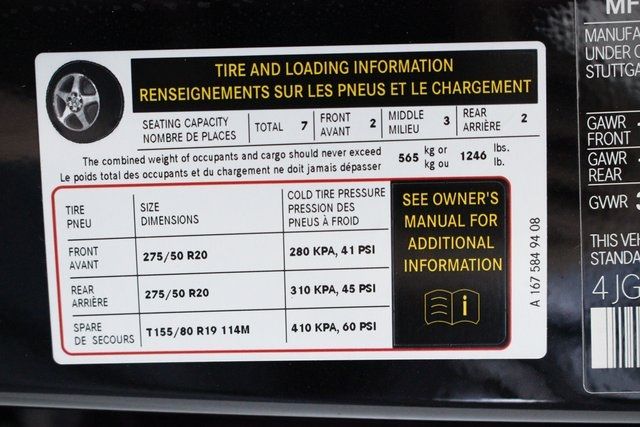 TIRE AND LOADING INFORMATION
RENSEIGNEMENTS SUR LES PNEUS ET LE CHARGEMENT
SEATING CAPACITY
NOMBRE DE PLACES
TOTAL 7
FRONT
AVANT 2
MIDDLE
MILIEU 3
REAR
ARRIÈRE 2
The combined weight of occupants and cargo should never exceed
Le poids total des occupants et du chargement ne doit jamais dépasser
565 kg or
kg ou
1246 lbs.
lb.
TIRE
PNEU
SIZE
DIMENSIONS
COLD TIRE PRESSURE
PRESSION DES
PNEUS À FROID
FRONT
AVANT
275/50 R20
280 KPA, 41 PSI
REAR
ARRIÈRE
275/50 R20
310 KPA, 45 PSI
SPARE
DE SECOURS
T155/80 R19 114M
410 KPA, 60 PSI
SEE OWNER'S
MANUAL FOR
ADDITIONAL
INFORMATION
i
A 167 584 94 08
MF
MANUFA
UNDER
STUTTGA
GAWR
FRONT
GAWR
REAR
GVWR
THIS VEH
STANDA
4JG